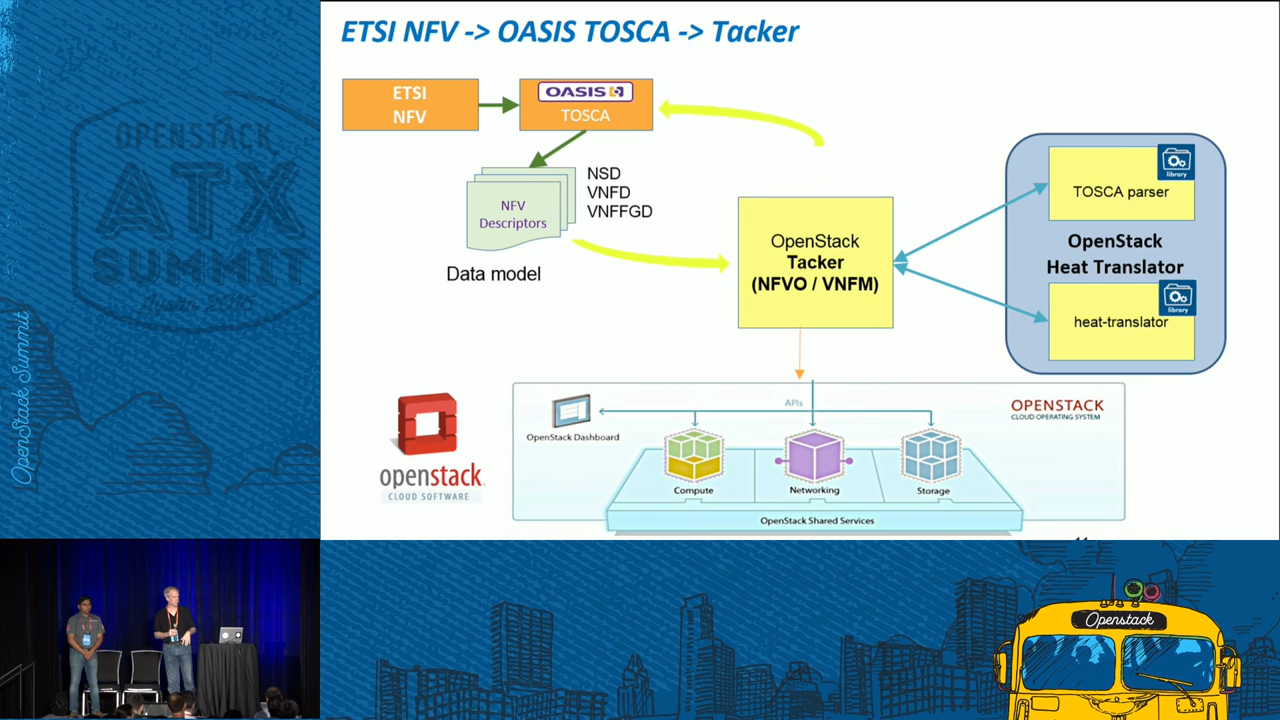 ETSI NFV -> OASIS TOSCA -> Tacker
ETSI
NFV
OASIS
TOSCA
NFV
Descriptors
NSD
VNFD
VNFFGD
Data model
OpenStack
Tacker
(NFVO / VNFM)
library
TOSCA parser
OpenStack
Heat Translator
library
heat-translator
openstack
CLOUD SOFTWARE
OpenStack Dashboard
APIs
OPENSTACK
CLOUD OPERATING SYSTEM
Compute
Networking
Storage
OpenStack Shared Services
OPENSTACK
ATX
SUMMIT
OpenStack Summit
Openstack